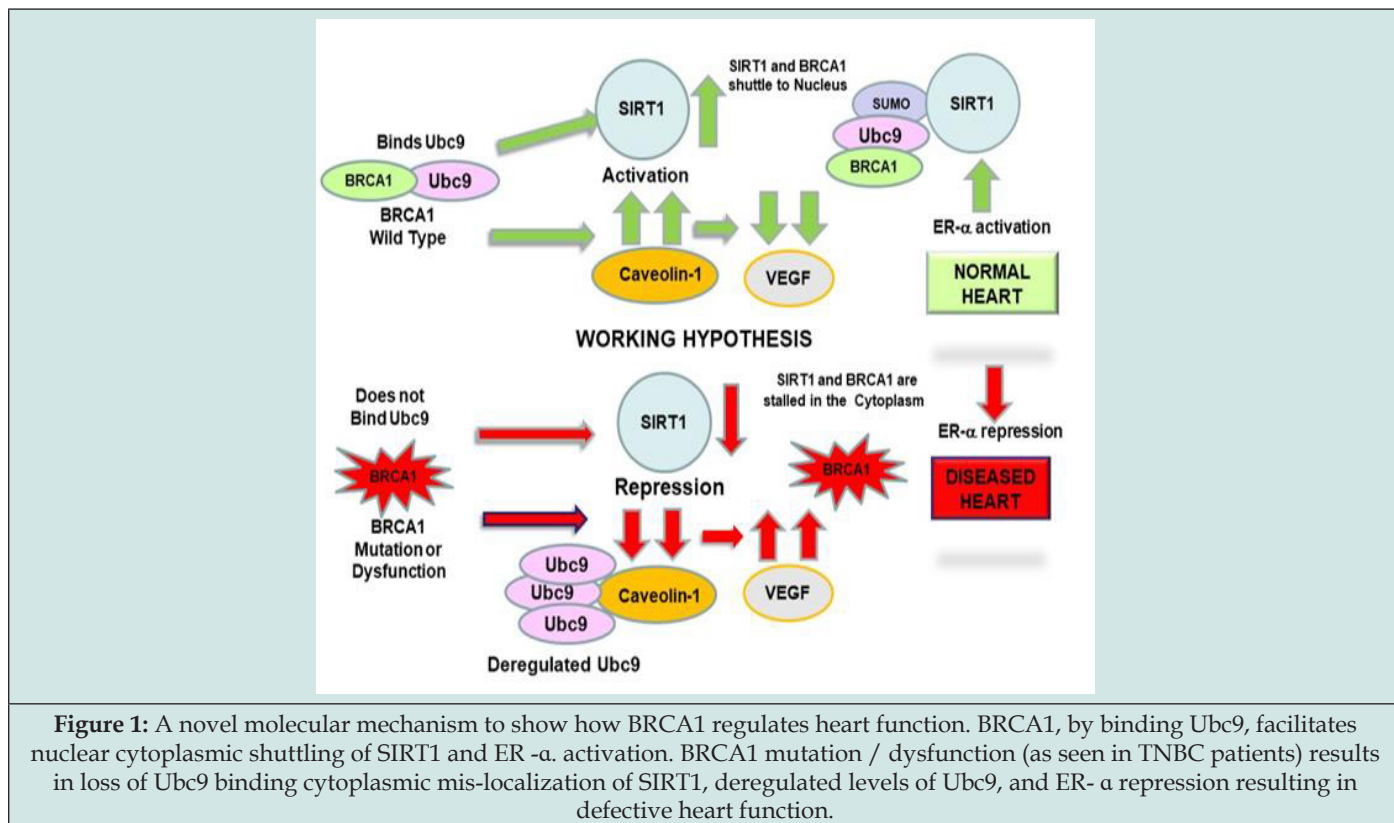 SIRT1 and BRCA1
shuttle to Nucleus
SIRT1
SUMO
SIRT1
Ubc9
BRCA1
Binds Ubc9
BRCA1
Ubc9
BRCA1
Wild Type
Activation
Caveolin-1
VEGF
ER-α activation
NORMAL
HEART
WORKING HYPOTHESIS
Does not
Bind Ubc9
BRCA1
BRCA1
Mutation or
Dysfunction
SIRT1
Repression
SIRT1 and BRCA1 are
stalled in the Cytoplasm
BRCA1
ER-α repression
DISEASED
HEART
Ubc9
Ubc9
Ubc9
Caveolin-1
VEGF
Deregulated Ubc9
Figure 1: A novel molecular mechanism to show how BRCA1 regulates heart function. BRCA1, by binding Ubc9, facilitates
nuclear cytoplasmic shuttling of SIRT1 and ER -α. activation. BRCA1 mutation / dysfunction (as seen in TNBC patients) results
in loss of Ubc9 binding cytoplasmic mis-localization of SIRT1, deregulated levels of Ubc9, and ER- α repression resulting in
defective heart function.